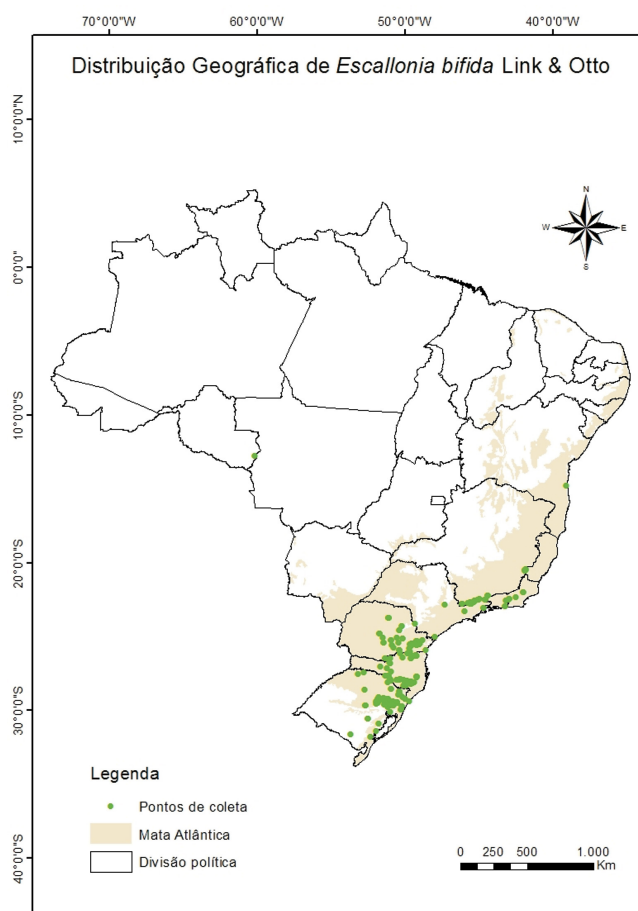 70°0'0"W 60°0'0"W 50°0'0"W 40°0'0"W
Distribuição Geográfica de Escallonia bifida Link & Otto
10°0'0"N
0°0'0"
10°0'0"S
20°0'0"S
30°0'0"S
40°0'0"S
N
W E
S
Legenda
Pontos de coleta
Mata Atlântica
Divisão política
0 250 500 1.000
Km